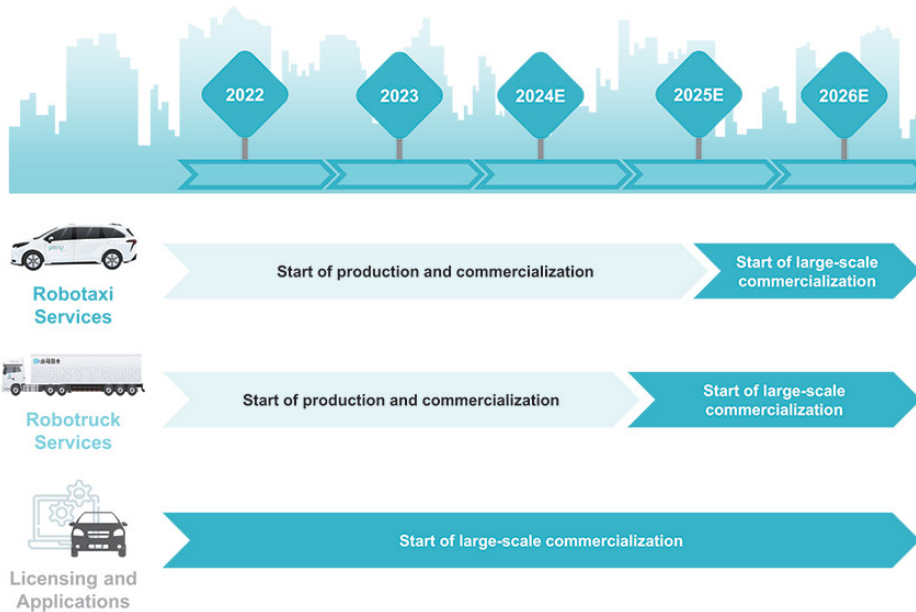 2022
2023
2024E
2025E
2026E
Start of production and commercialization
Start of large-scale
commercialization
Robotaxi
Services
Start of production and commercialization
Start of large-scale
commercialization
Robotruck
Services
Start of large-scale commercialization
Licensing and
Applications